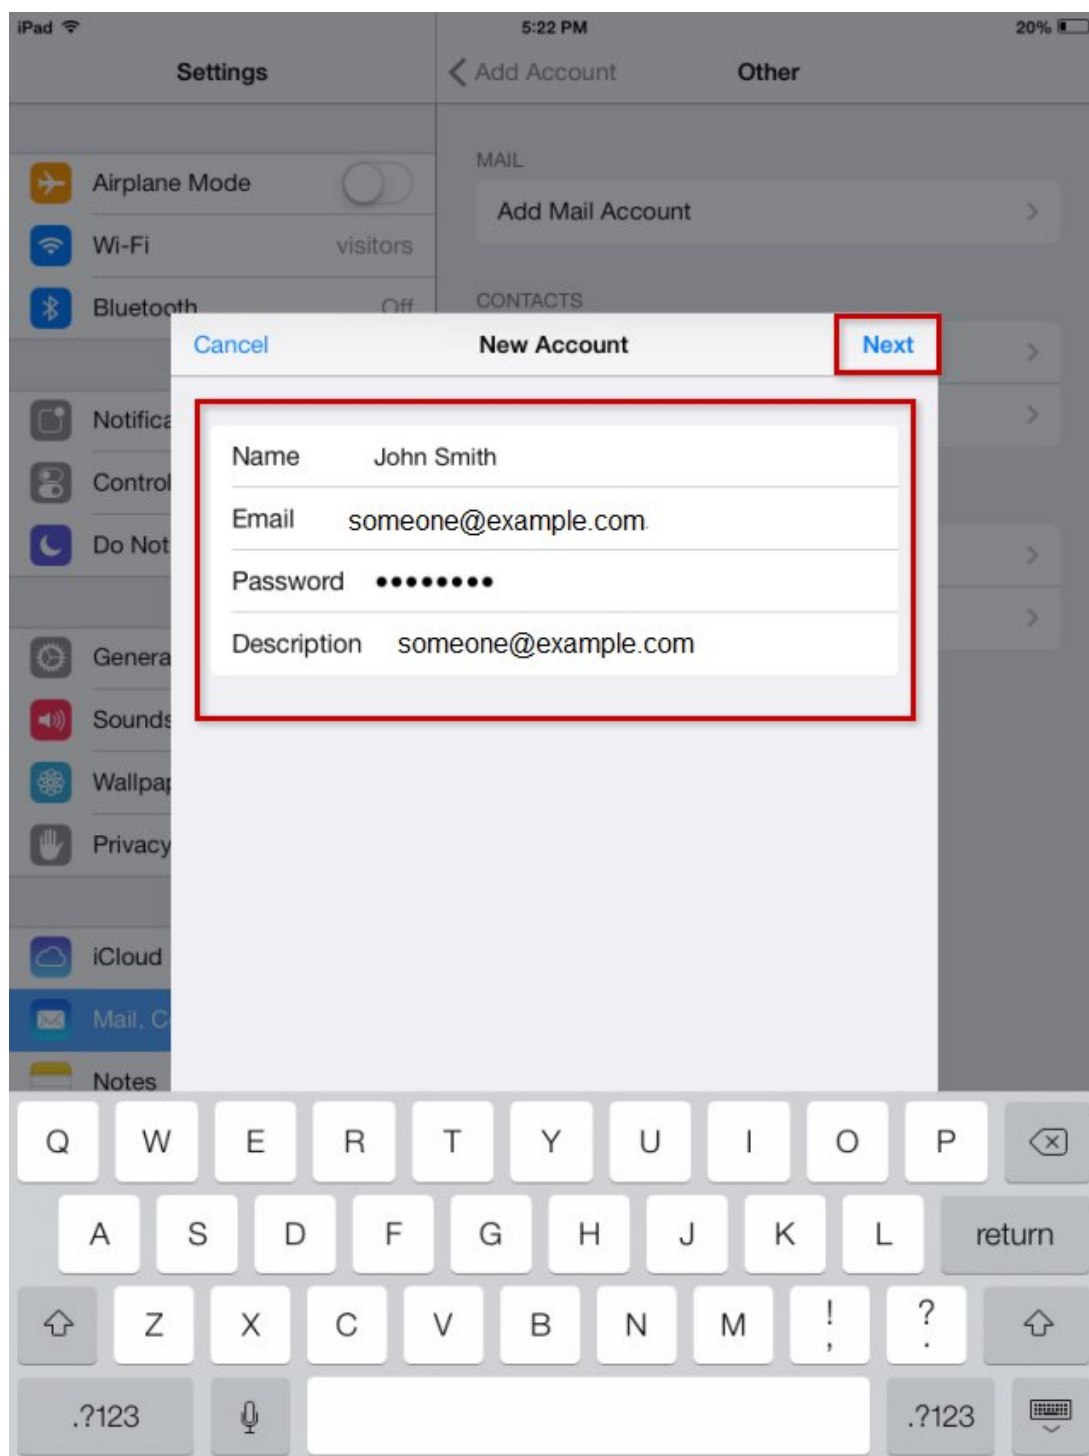 iPad 5:22 PM 20%
Settings
Add Account Other
Airplane Mode
Wi-Fi visitors
Bluetooth Off
MAIL
Add Mail Account
CONTACTS
Cancel New Account Next
Name John Smith
Email someone@example.com
Password ••••••••
Description someone@example.com
Notifica
Control
Do Not
Genera
Sounds
Wallpap
Privacy
iCloud
Mail, C
Notes
Q W E R T Y U I O P
A S D F G H J K L return
Z X C V B N M ! , ? .
.?123 .?123